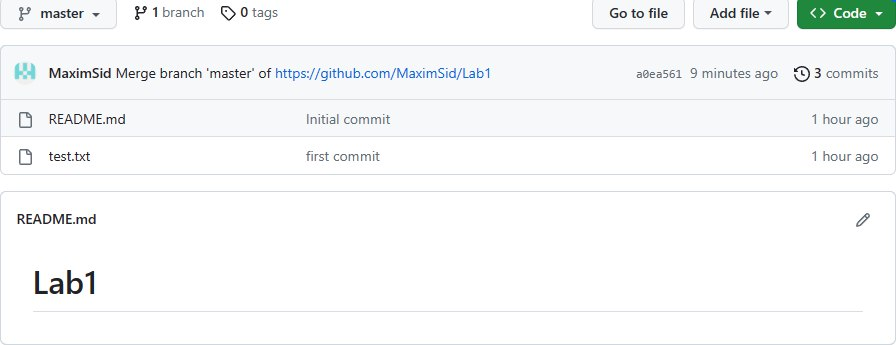 master 1 branch 0 tags Go to file Add file Code
MaximSid Merge branch 'master' of https://github.com/MaximSid/Lab1 a0ea561 9 minutes ago 3 commits
README.md Initial commit 1 hour ago
test.txt first commit 1 hour ago
README.md
Lab1